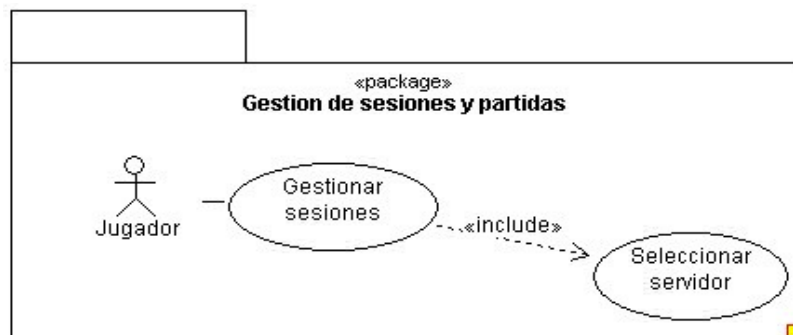 «package»
Gestion de sesiones y partidas
Gestionar
sesiones
Jugador
«include»
Seleccionar
servidor